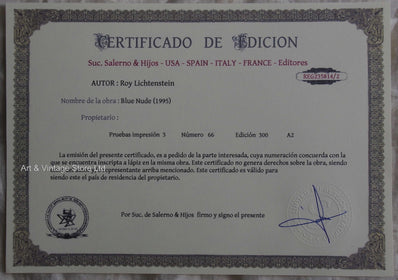 CERTIFICADO DE EDICION
Suc. Salerno & Hijos - USA - SPAIN - ITALY - FRANCE - Editores
AUTOR : Roy Lichtenstein
Nombre de la obra : Blue Nude (1995)
Propietario :
Pruebas impresión 3 Número 66 Edición 300 A2
La emisión del presente certificado, es a pedido de la parte interesada, cuya numeración concuerda con la
que se encuentra inscripta a lápiz en la misma obra. Este certificado no genera derechos sobre la obra, siendo
representante arriba mencionado. Este certificado es válido para
siendo este el país de residencia del propietario.
Art & Vintage Store Ltd
Por Suc. de Salerno & Hijos firmo y signo el presente